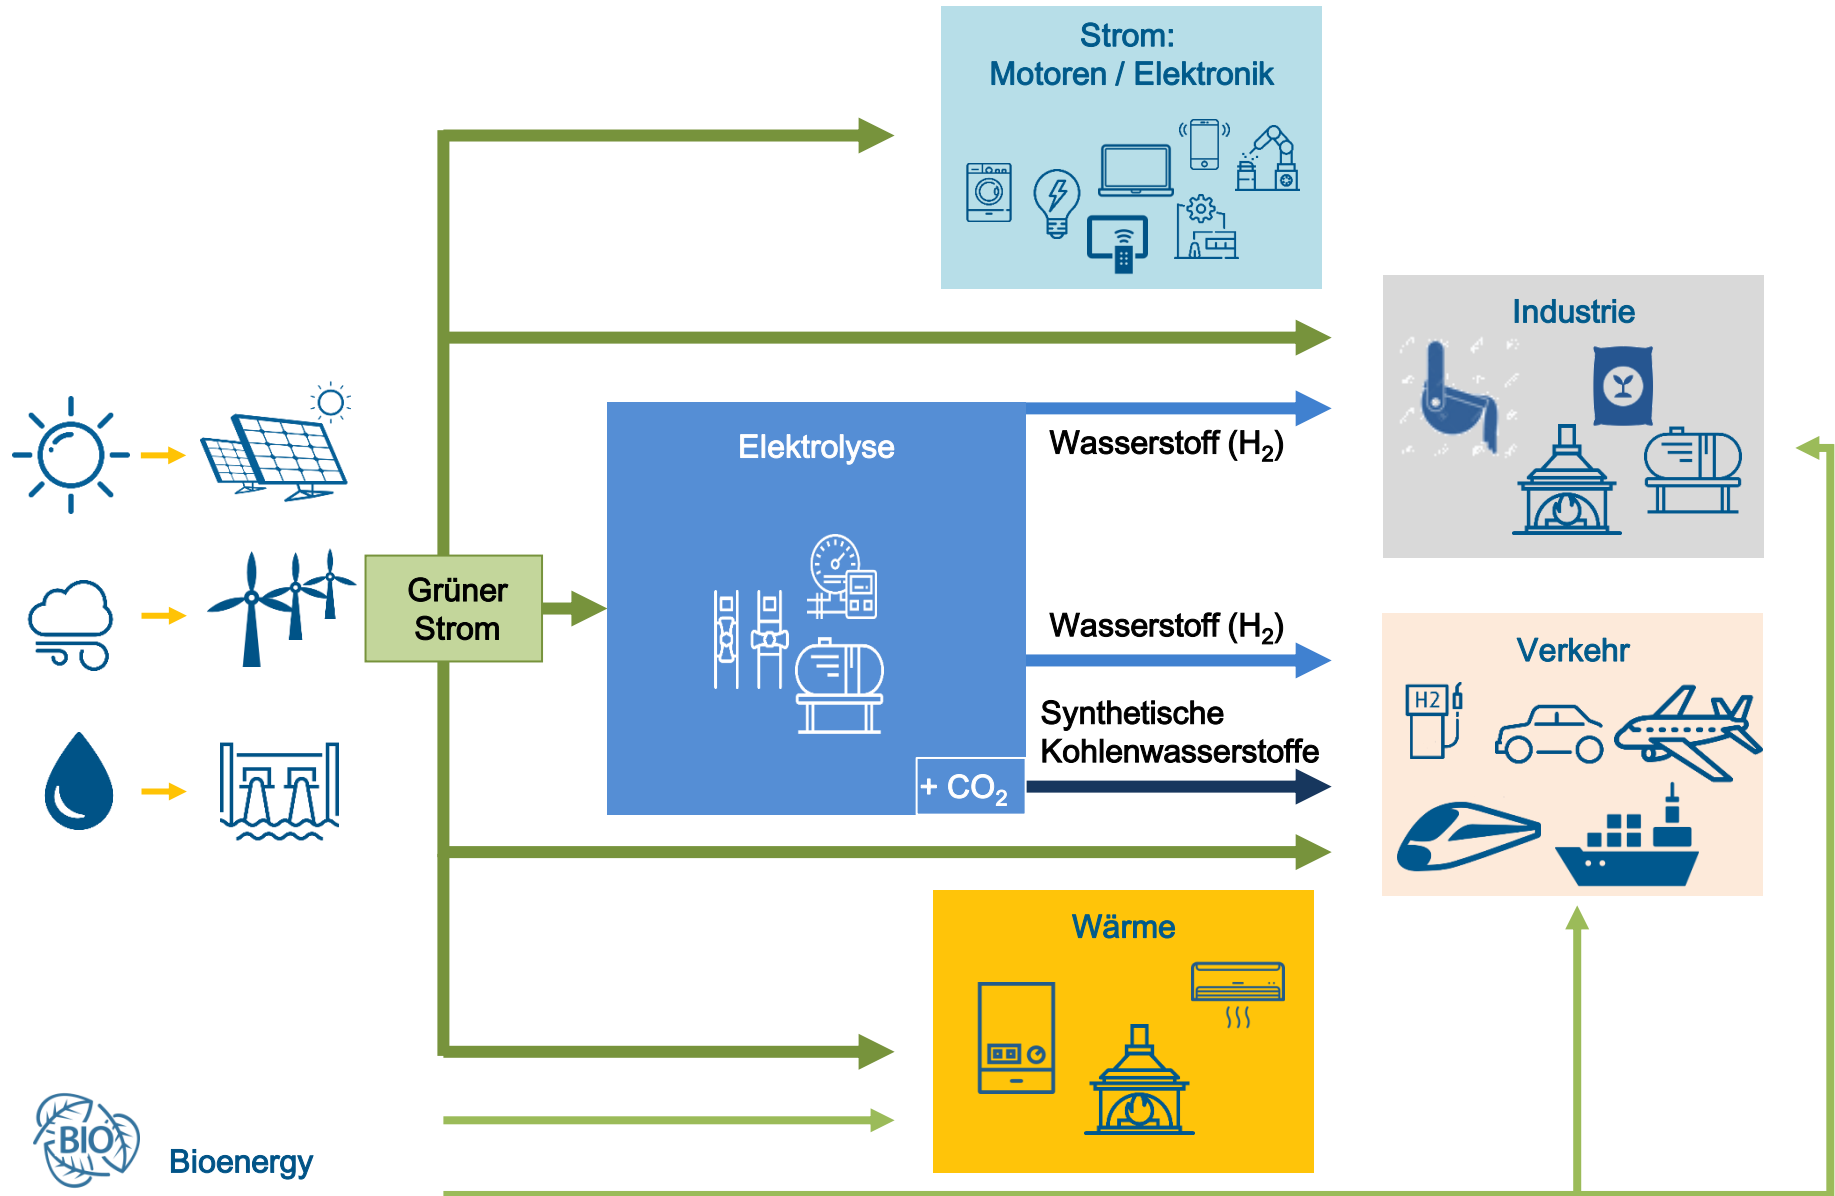 Strom:
Motoren / Elektronik
Industrie
Elektrolyse
Wasserstoff (H₂)
Grüner
Strom
Wasserstoff (H₂)
Verkehr
H2
Synthetische
Kohlenwasserstoffe
+ CO₂
Wärme
BIO
Bioenergy